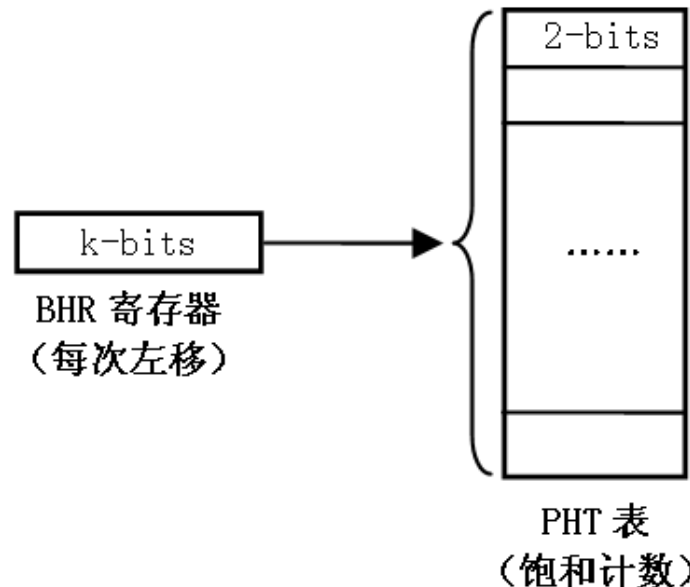 2-bits
k-bits
……
BHR 寄存器
（每次左移）
PHT 表
（饱和计数）